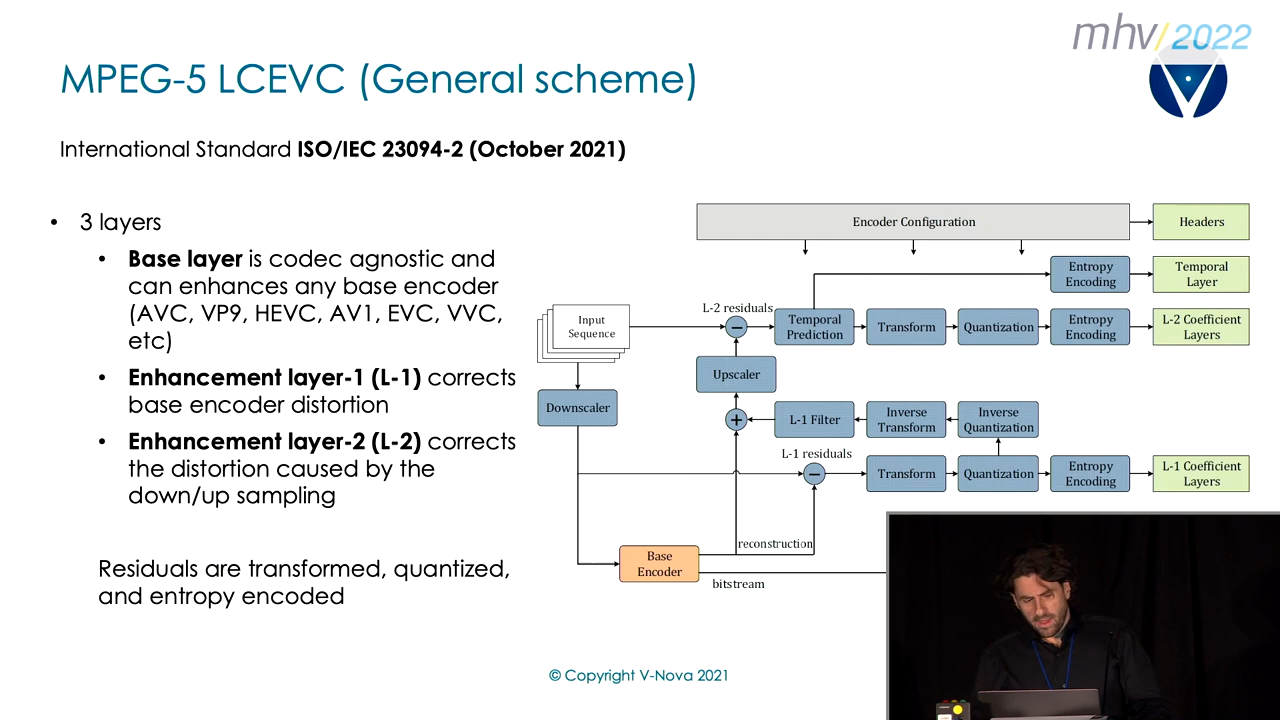 mhv/2022
MPEG-5 LCEVC (General scheme)
International Standard ISO/IEC 23094-2 (October 2021)
• 3 layers
• Base layer is codec agnostic and
can enhances any base encoder
(AVC, VP9, HEVC, AV1, EVC, VVC,
etc)
• Enhancement layer-1 (L-1) corrects
base encoder distortion
• Enhancement layer-2 (L-2) corrects
the distortion caused by the
down/up sampling
Residuals are transformed, quantized,
and entropy encoded
Encoder Configuration
Headers
Entropy
Encoding
Temporal
Layer
Input
Sequence
L-2 residuals
Temporal
Prediction
Transform
Quantization
Entropy
Encoding
L-2 Coefficient
Layers
Upscaler
Downscaler
L-1 Filter
Inverse
Transform
Inverse
Quantization
L-1 residuals
Transform
Quantization
Entropy
Encoding
L-1 Coefficient
Layers
reconstruction
Base
Encoder
bitstream
© Copyright V-Nova 2021